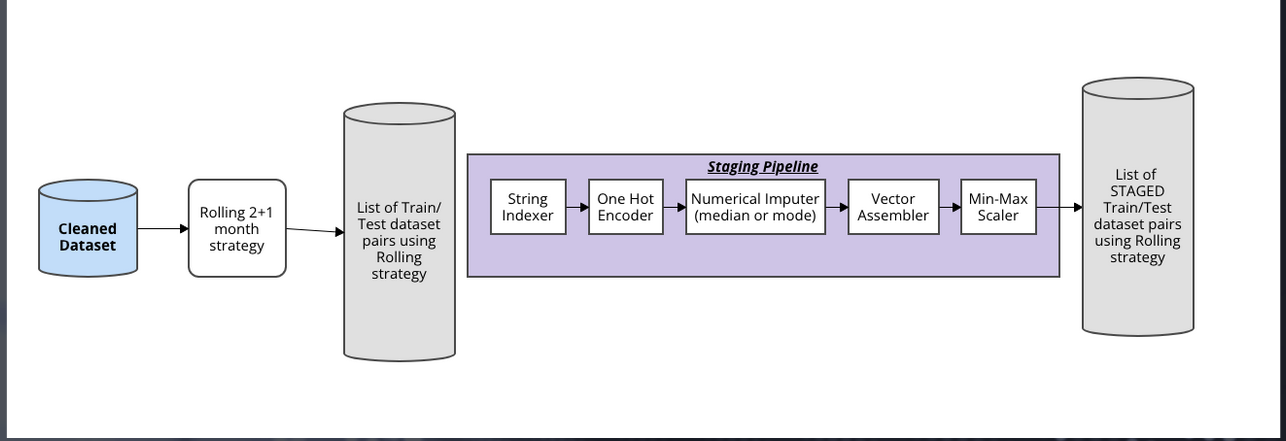 Cleaned
Dataset
Rolling 2+1
month
strategy
List of Train/
Test dataset
pairs using
Rolling
strategy
Staging Pipeline
String
Indexer
One Hot
Encoder
Numerical Imputer
(median or mode)
Vector
Assembler
Min-Max
Scaler
List of
STAGED
Train/Test
dataset pairs
using Rolling
strategy